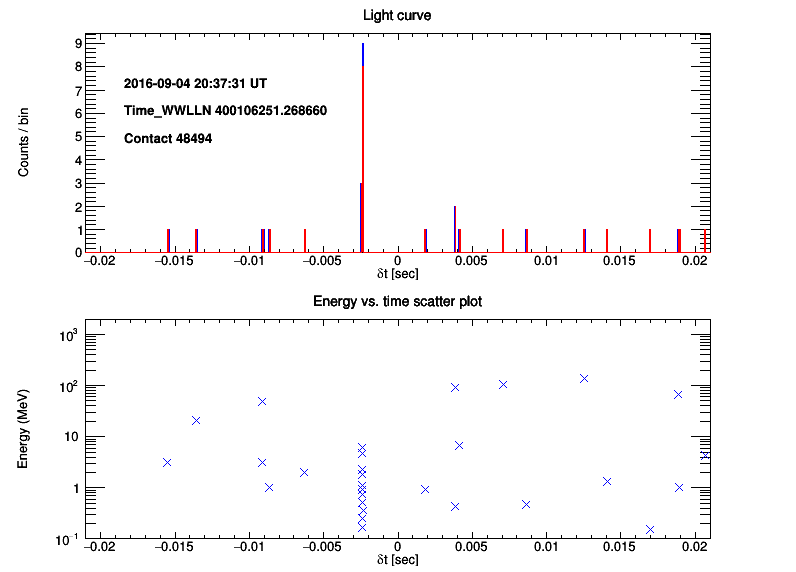 Light curve
Counts / bin
9
8
7
6
5
4
3
2
1
0
2016-09-04 20:37:31 UT
Time_WWLLN 400106251.268660
Contact 48494
−0.02 −0.015 −0.01 −0.005 0 0.005 0.01 0.015 0.02
δt [sec]
Energy vs. time scatter plot
Energy (MeV)
10³
10²
10
1
10⁻¹
−0.02 −0.015 −0.01 −0.005 0 0.005 0.01 0.015 0.02
δt [sec]